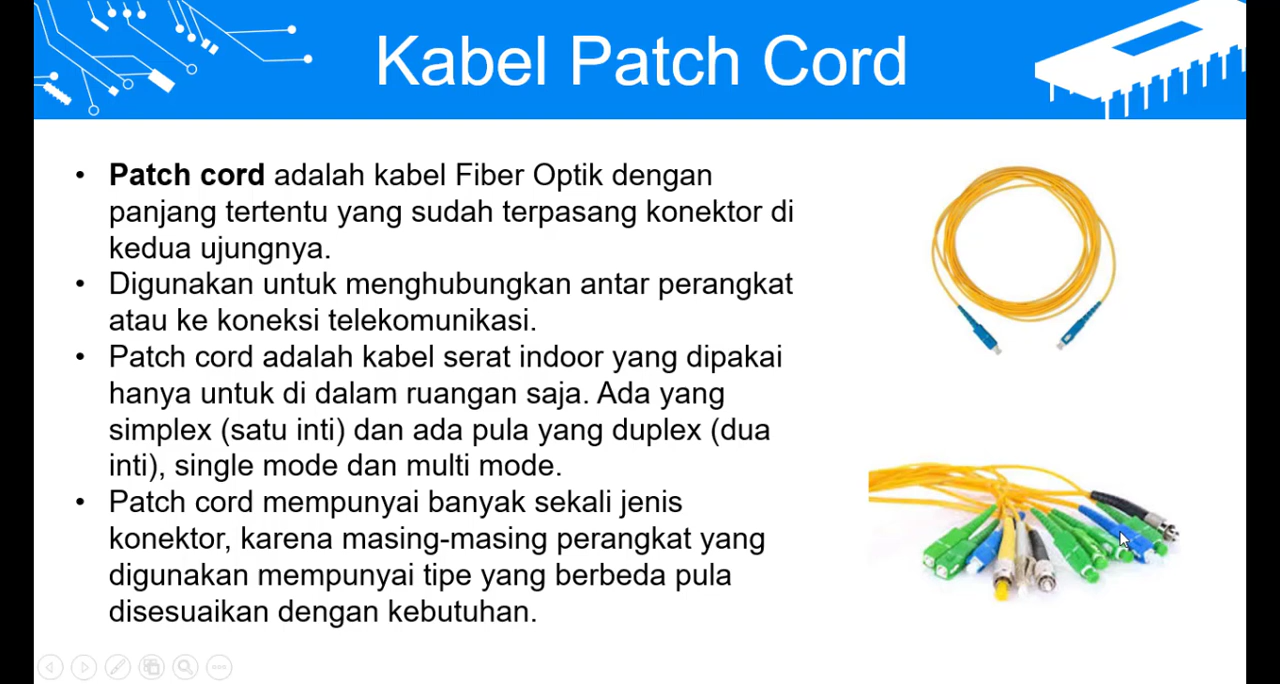 Kabel Patch Cord
• Patch cord adalah kabel Fiber Optik dengan
panjang tertentu yang sudah terpasang konektor di
kedua ujungnya.
• Digunakan untuk menghubungkan antar perangkat
atau ke koneksi telekomunikasi.
• Patch cord adalah kabel serat indoor yang dipakai
hanya untuk di dalam ruangan saja. Ada yang
simplex (satu inti) dan ada pula yang duplex (dua
inti), single mode dan multi mode.
• Patch cord mempunyai banyak sekali jenis
konektor, karena masing-masing perangkat yang
digunakan mempunyai tipe yang berbeda pula
disesuaikan dengan kebutuhan.